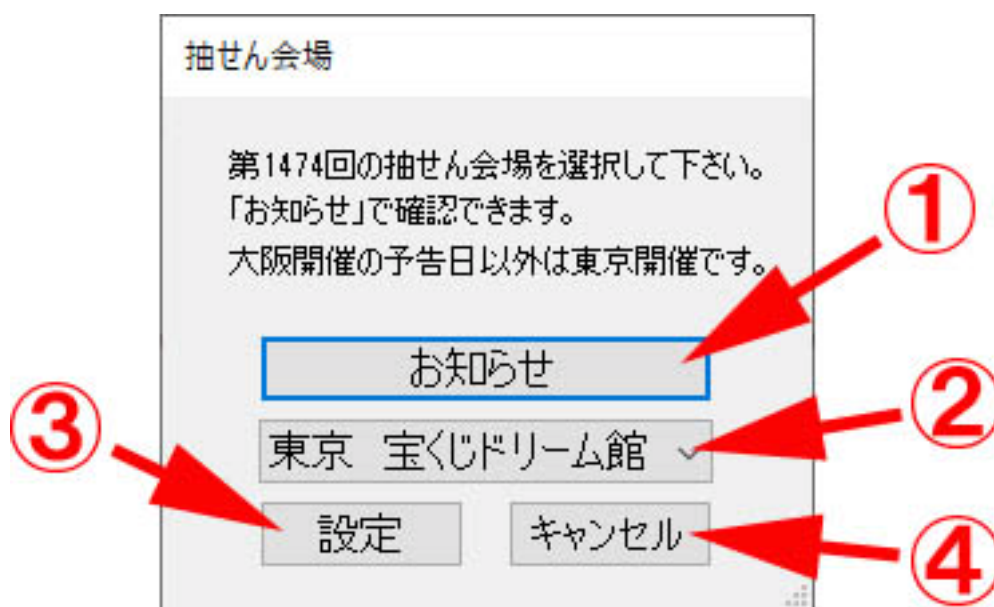 抽せん会場
第1474回の抽せん会場を選択して下さい。
「お知らせ」で確認できます。
大阪開催の予告日以外は東京開催です。
①
お知らせ
②
東京 宝くじドリーム館
③
設定
キャンセル
④